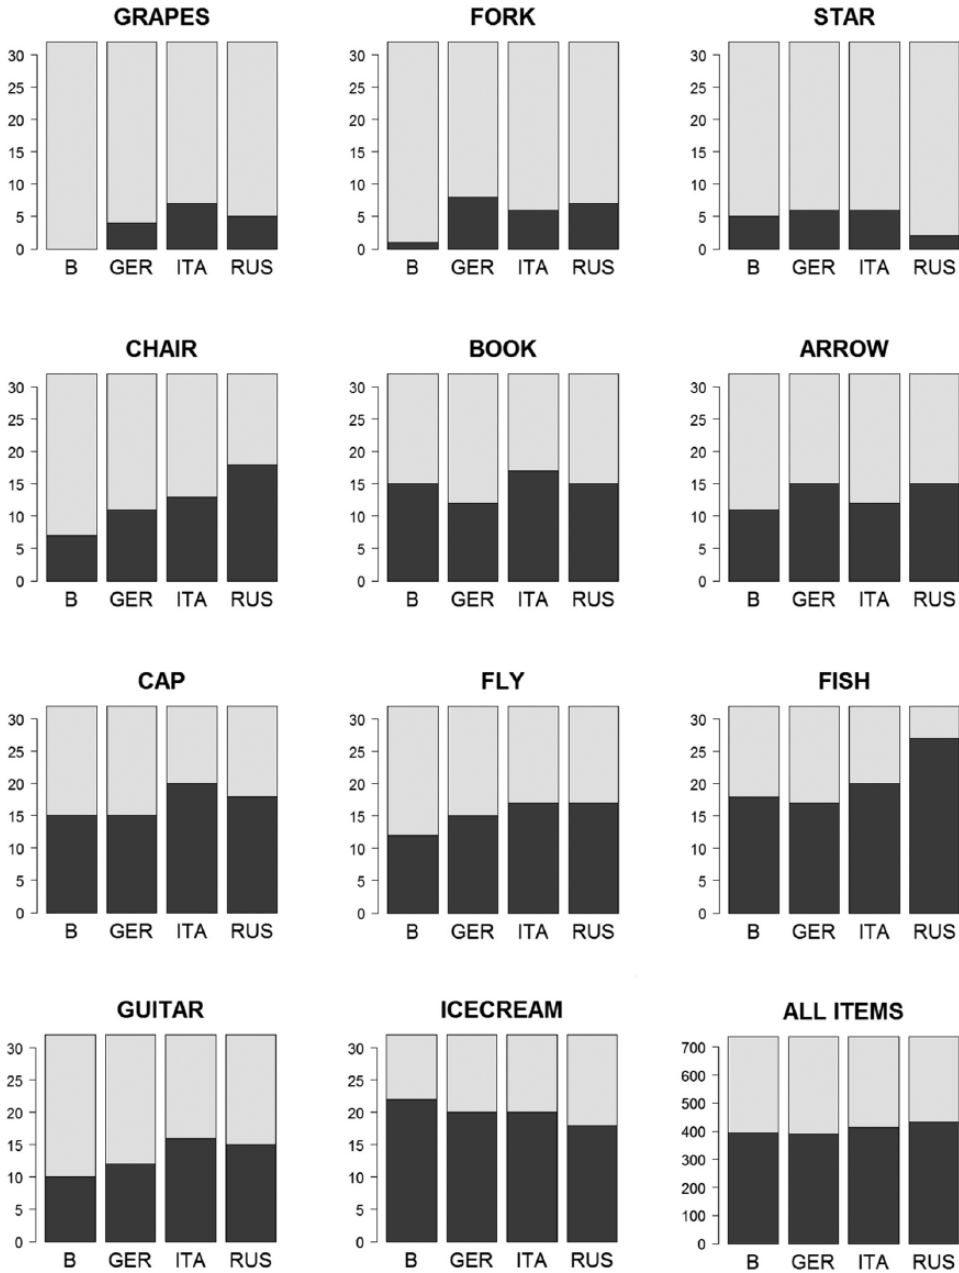 GRAPES FORK STAR
30 30 30
25 25 25
20 20 20
15 15 15
10 10 10
5 5 5
0 0 0
B GER ITA RUS B GER ITA RUS B GER ITA RUS
CHAIR BOOK ARROW
30 30 30
25 25 25
20 20 20
15 15 15
10 10 10
5 5 5
0 0 0
B GER ITA RUS B GER ITA RUS B GER ITA RUS
CAP FLY FISH
30 30 30
25 25 25
20 20 20
15 15 15
10 10 10
5 5 5
0 0 0
B GER ITA RUS B GER ITA RUS B GER ITA RUS
GUITAR ICECREAM ALL ITEMS
30 30 700
25 25 600
20 20 500
15 15 400
10 10 300
5 5 200
0 0 100
0
B GER ITA RUS B GER ITA RUS B GER ITA RUS